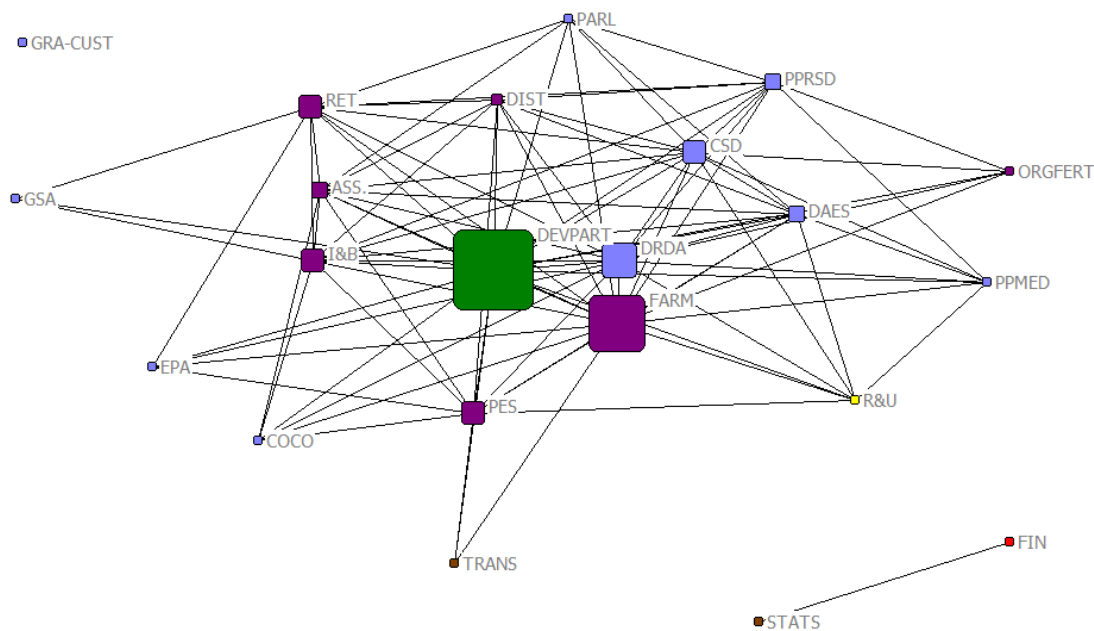 PARL
GRA-CUST
PPRSD
RET
DIST
CSD
ORGFERT
ASS.
GSA
DAES
DEVPART
DRDA
I&B
PPMED
FARM
EPA
R&U
PES
COCO
FIN
TRANS
STATS